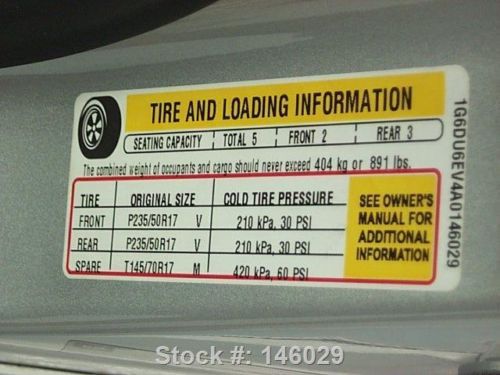 TIRE AND LOADING INFORMATION
SEATING CAPACITY TOTAL 5 FRONT 2 REAR 3
The combined weight of occupants and cargo should never exceed 404 kg or 891 lbs.
TIRE ORIGINAL SIZE COLD TIRE PRESSURE
FRONT P235/50R17 V 210 kPa, 30 PSI
REAR P235/50R17 V 210 kPa, 30 PSI
SPARE T145/70R17 M 420 kPa, 60 PSI
SEE OWNER'S
MANUAL FOR
ADDITIONAL
INFORMATION
1G6DU6EV4A0146029
Stock #: 146029